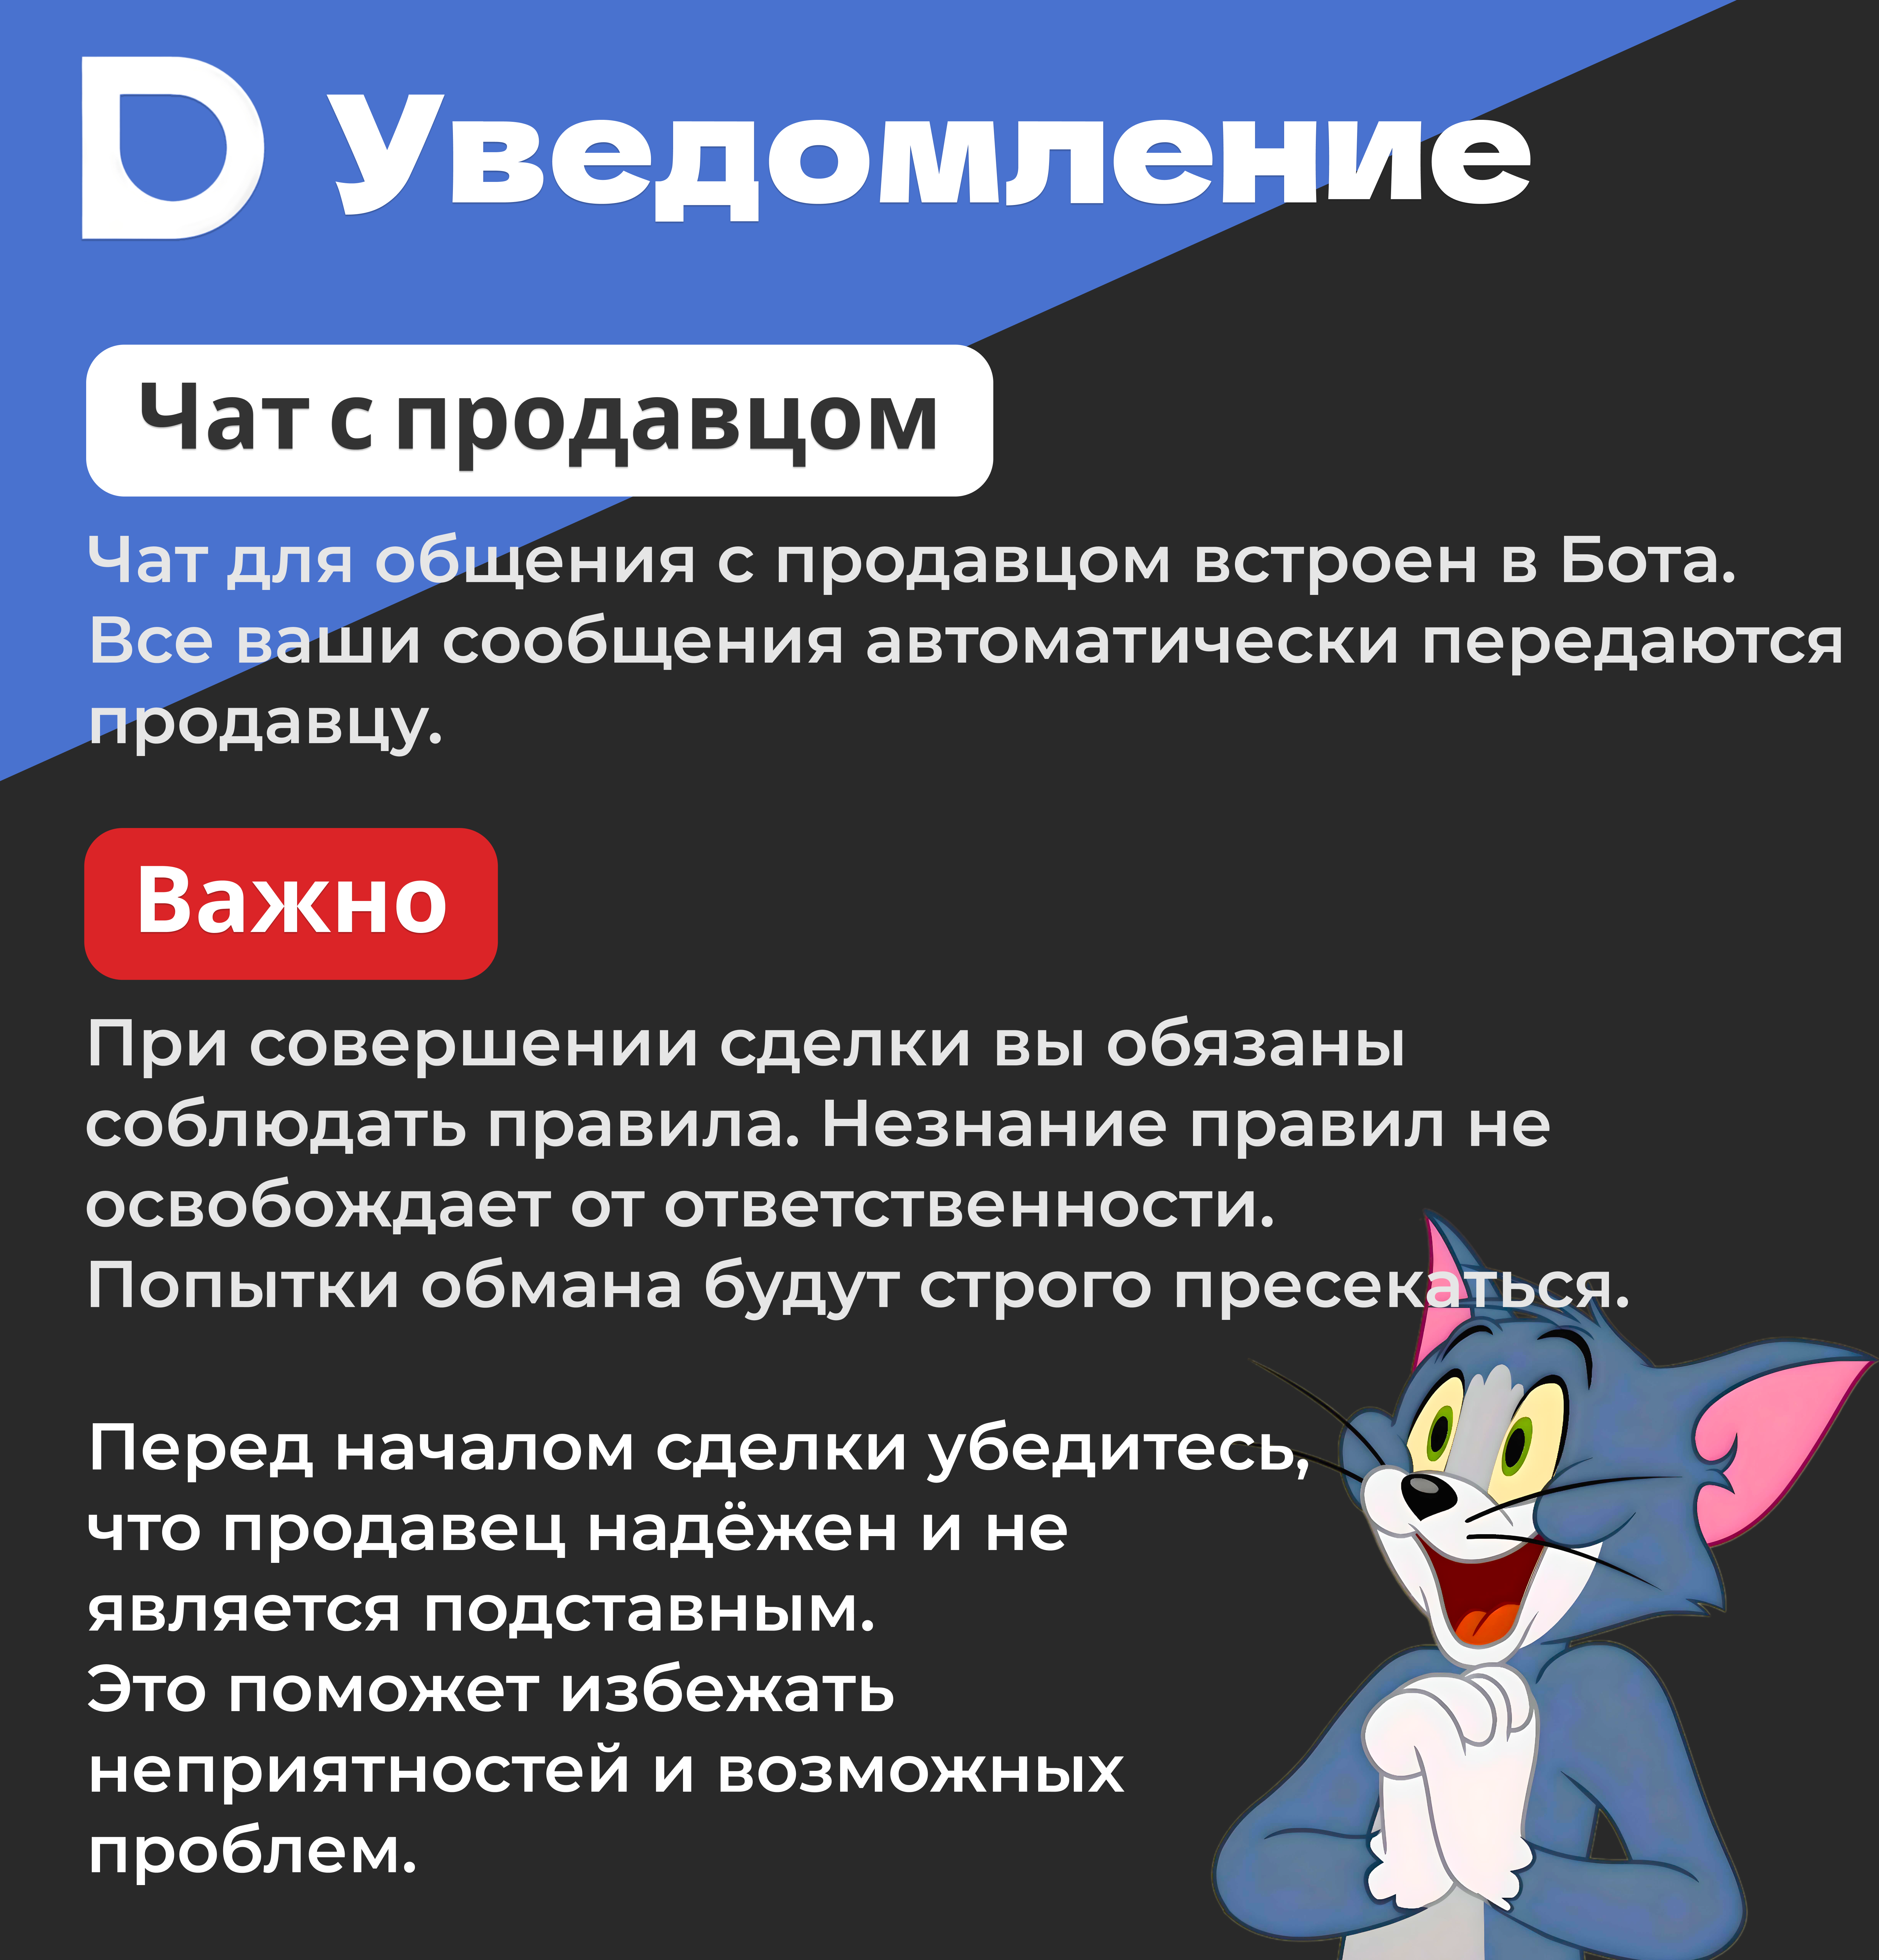 D Уведомление
Чат с продавцом
Чат для общения с продавцом встроен в Бота.
Все ваши сообщения автоматически передаются
продавцу.
Важно
При совершении сделки вы обязаны
соблюдать правила. Незнание правил не
освобождает от ответственности.
Попытки обмана будут строго пресекаться.
Перед началом сделки убедитесь,
что продавец надёжен и не
является подставным.
Это поможет избежать
неприятностей и возможных
проблем.